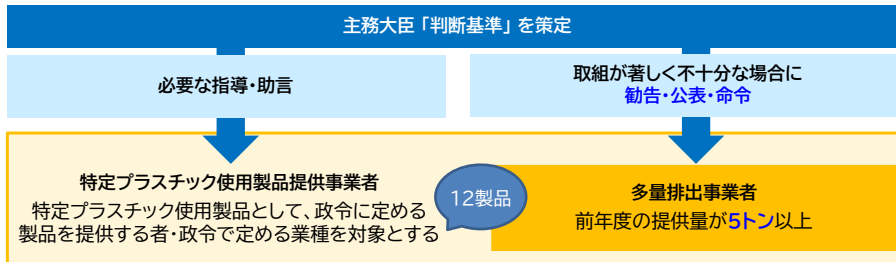 主務大臣「判断基準」を策定
必要な指導・助言
取組が著しく不十分な場合に
勧告・公表・命令
特定プラスチック使用製品提供事業者
特定プラスチック使用製品として、政令に定める
製品を提供する者・政令で定める業種を対象とする
12製品
多量排出事業者
前年度の提供量が5トン以上